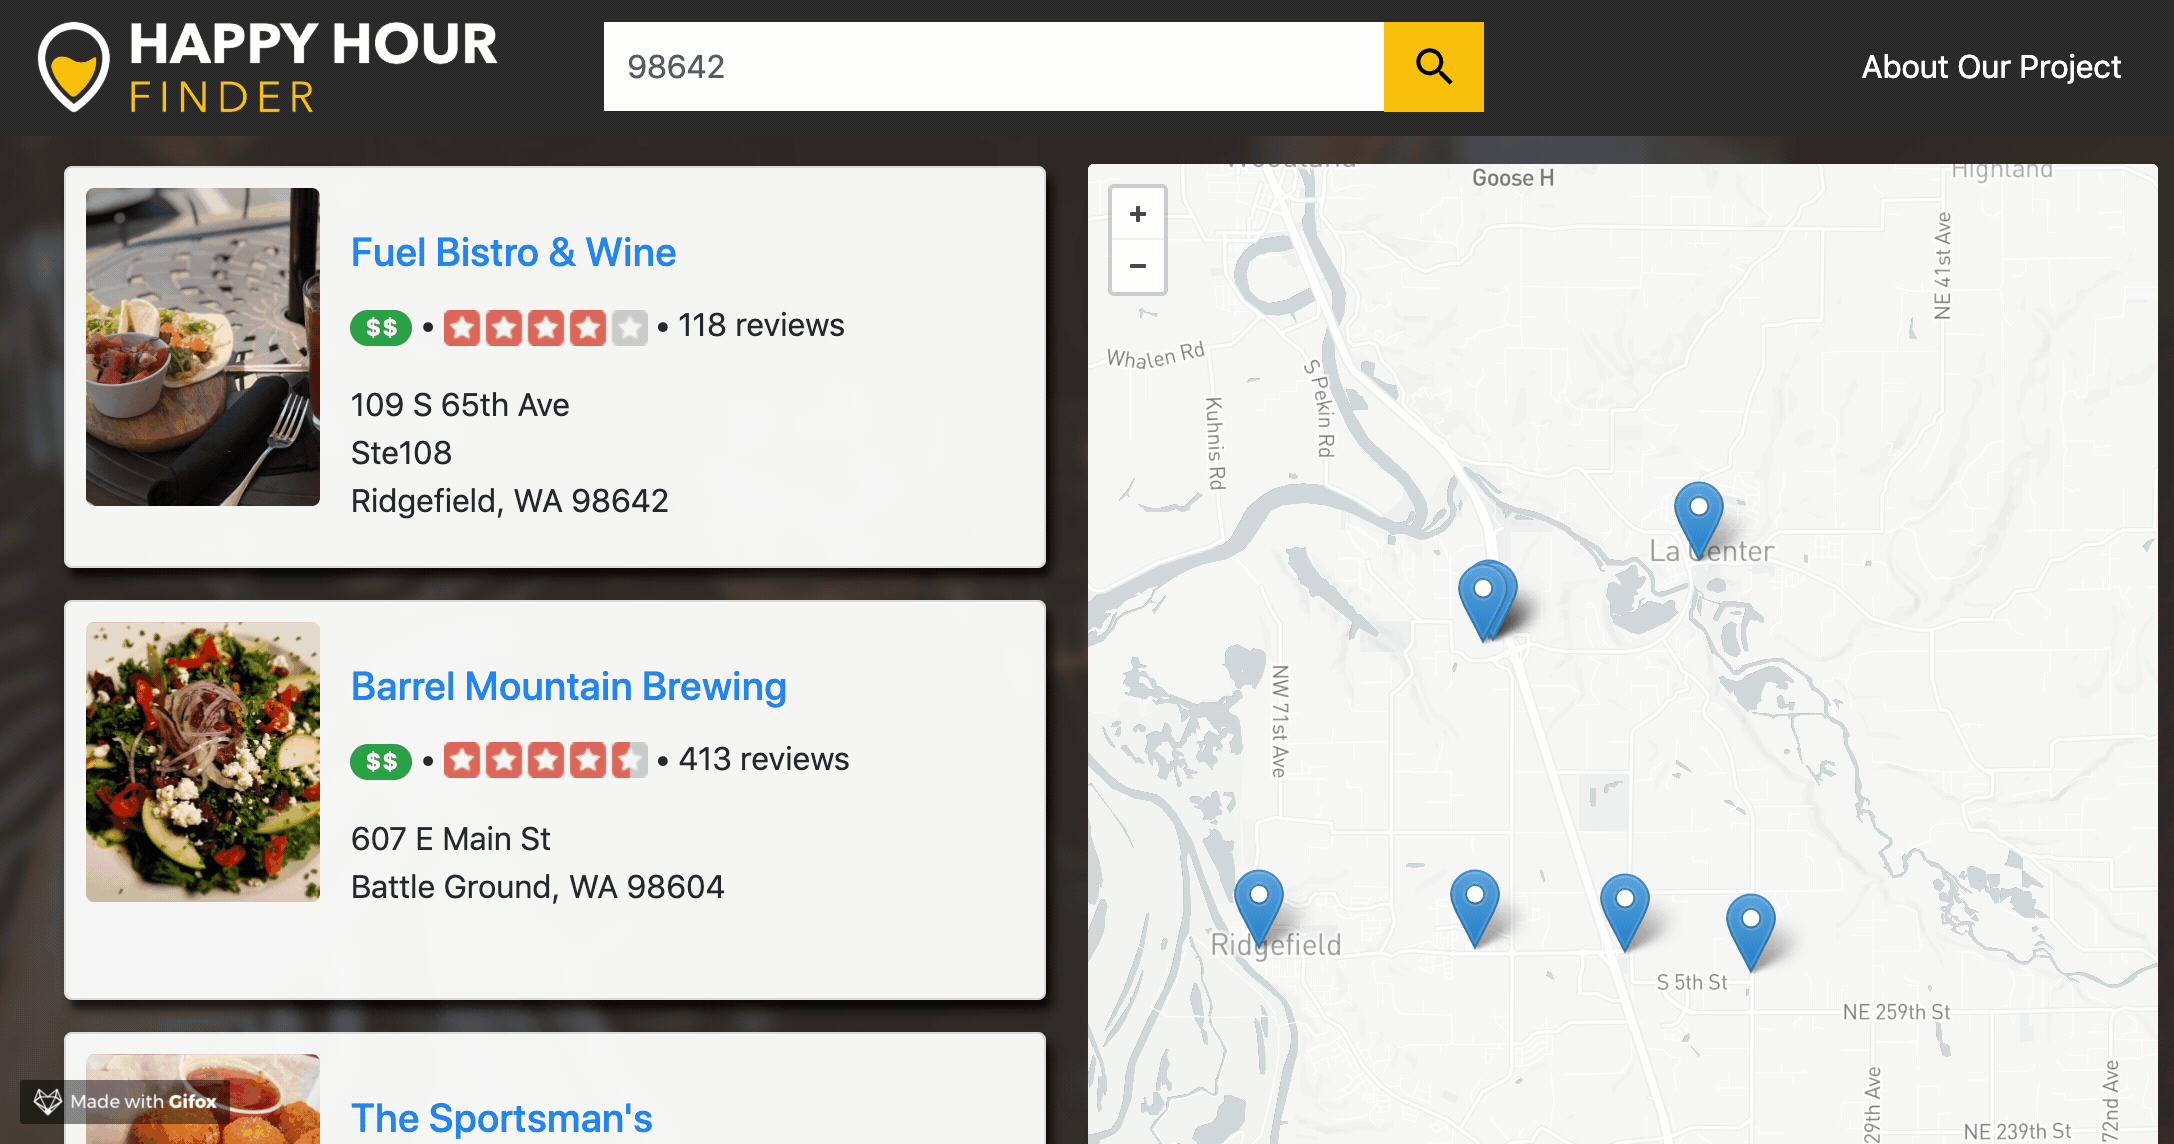 HAPPY HOUR
FINDER
98642
About Our Project
Fuel Bistro & Wine
$$ • • 118 reviews
109 S 65th Ave
Ste108
Ridgefield, WA 98642
Barrel Mountain Brewing
$$ • • 413 reviews
607 E Main St
Battle Ground, WA 98604
The Sportsman's
Made with Gifox
+
−
Woodland
Goose H
Highland
NE 41st Ave
Whalen Rd
S Pekin Rd
Kuhnis Rd
La Center
NW 71st Ave
Ridgefield
S 5th St
NE 259th St
29th Ave
72nd Ave
NE 239th St